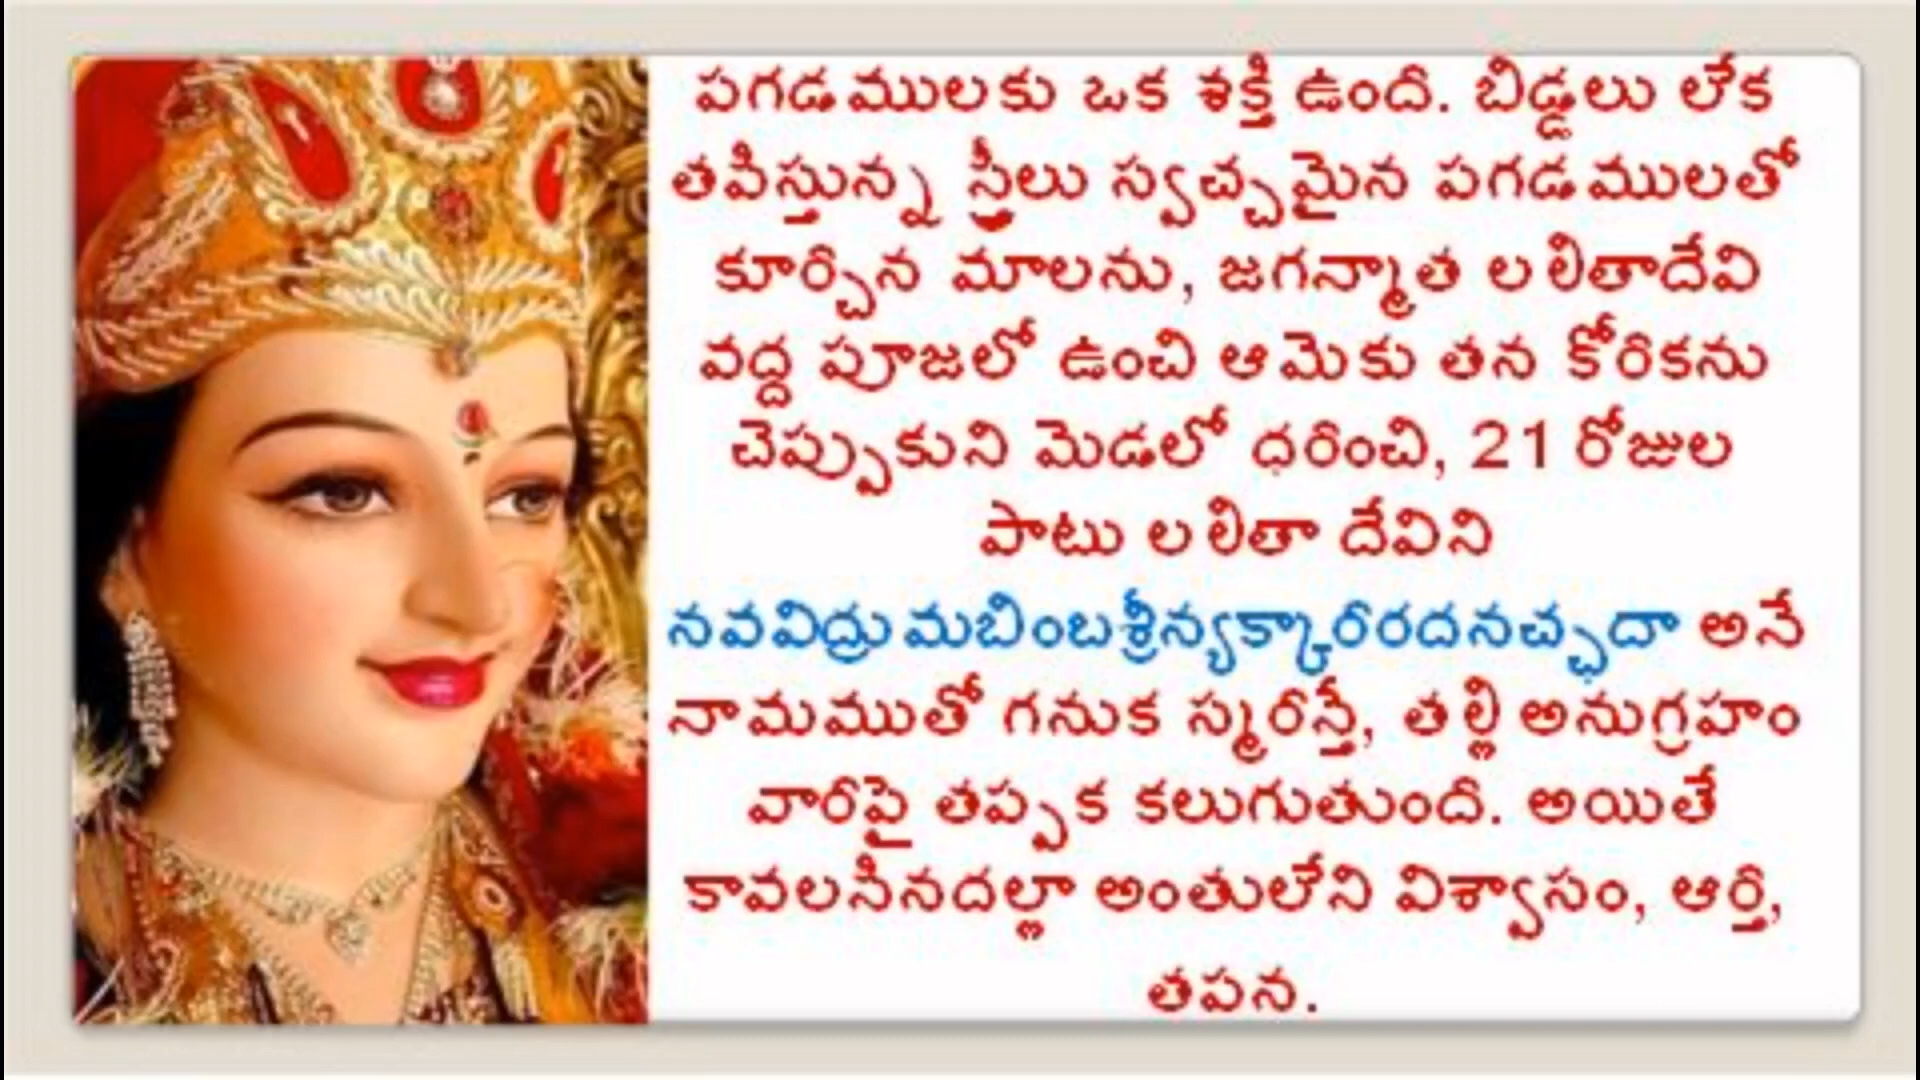 పగడములకు ఒక శక్తి ఉంది. బిడ్డలు లేక
తపిస్తున్న స్త్రీలు స్వచ్చమైన పగడములతో
కూర్చిన మాలను, జగన్మాత లలితాదేవి
వద్ద పూజలో ఉంచి ఆమెకు తన కోరికను
చెప్పుకుని మెడలో ధరించి, 21 రోజుల
పాటు లలితా దేవిని
నవవిద్రుమబింబశ్రీన్యక్కారిరదనచ్ఛదా అనే
నామముతో గనుక స్మరిస్తే, తల్లి అనుగ్రహం
వారిపై తప్పక కలుగుతుంది. అయితే
కావలసినదల్లా అంతులేని విశ్వాసం, ఆర్తి,
తపన.